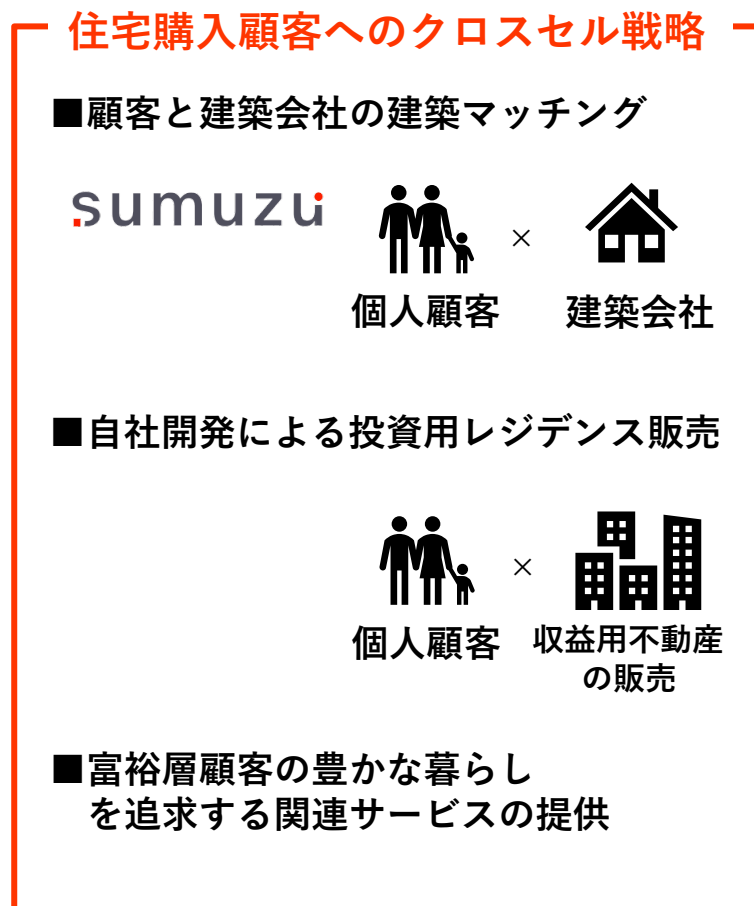 住宅購入顧客へのクロスセル戦略
■顧客と建築会社の建築マッチング
sumuzu
×
個人顧客
建築会社
■自社開発による投資用レジデンス販売
×
個人顧客
収益用不動産
の販売
■富裕層顧客の豊かな暮らし
を追求する関連サービスの提供